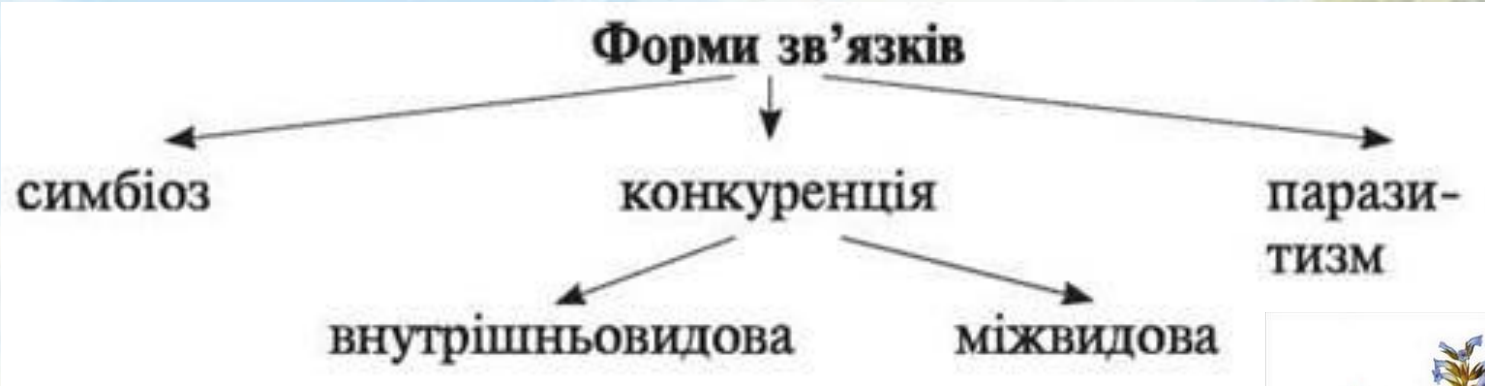 Форми зв’язків
симбіоз
конкуренція
парази-
тизм
внутрішньовидова
міжвидова